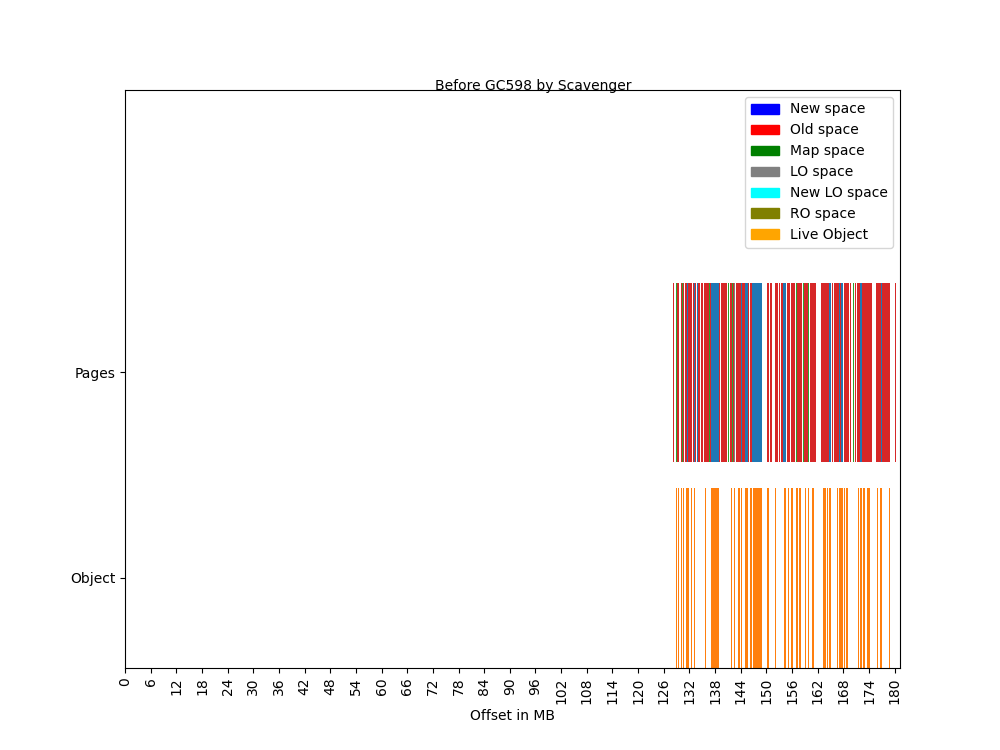 Before GC598 by Scavenger
New space
Old space
Map space
LO space
New LO space
RO space
Live Object
Pages
Object
0 6 12 18 24 30 36 42 48 54 60 66 72 78 84 90 96 102 108 114 120 126 132 138 144 150 156 162 168 174 180
Offset in MB